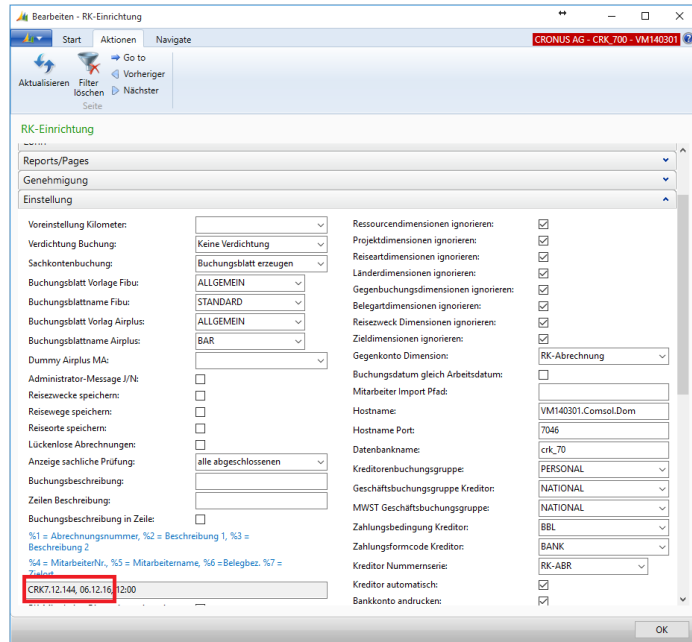 Bearbeiten - RK-Einrichtung
Start Aktionen Navigate
CRONUS AG - CRK_700 - VM140301
Aktualisieren
Filter löschen
Go to
Vorheriger
Nächster
Seite
RK-Einrichtung
Reports/Pages
Genehmigung
Einstellung
Voreinstellung Kilometer:
Verdichtung Buchung: Keine Verdichtung
Sachkontenbuchung: Buchungsblatt erzeugen
Buchungsblatt Vorlage Fibu: ALLGEMEIN
Buchungsblattname Fibu: STANDARD
Buchungsblatt Vorlag Airplus: ALLGEMEIN
Buchungsblattname Airplus: BAR
Dummy Airplus MA:
Administrator-Message J/N:
Reisezwecke speichern:
Reisewege speichern:
Reiseorte speichern:
Lückenlose Abrechnungen:
Anzeige sachliche Prüfung: alle abgeschlossenen
Buchungsbeschreibung:
Zeilen Beschreibung:
Buchungsbeschreibung in Zeile:
%1 = Abrechnungsnummer, %2 = Beschreibung 1, %3 =
Beschreibung 2
%4 = MitarbeiterNr., %5 = Mitarbeitername, %6 =Belegbez. %7 =
Zielort
CRK7.12.144, 06.12.16, 12:00
Ressourcendimensionen ignorieren:
Projektdimensionen ignorieren:
Reiseartdimensionen ignorieren:
Länderdimensionen ignorieren:
Gegenbuchungsdimensionen ignorieren:
Belegartdimensionen ignorieren:
Reisezweck Dimensionen ignorieren:
Zieldimensionen ignorieren:
Gegenkonto Dimension: RK-Abrechnung
Buchungsdatum gleich Arbeitsdatum:
Mitarbeiter Import Pfad:
Hostname: VM140301.Comsol.Dom
Hostname Port: 7046
Datenbankname: crk_70
Kreditorenbuchungsgruppe: PERSONAL
Geschäftsbuchungsgruppe Kreditor: NATIONAL
MWST Geschäftsbuchungsgruppe: NATIONAL
Zahlungsbedingung Kreditor: BBL
Zahlungsformcode Kreditor: BANK
Kreditor Nummernserie: RK-ABR
Kreditor automatisch:
Bankkonto andrucken:
OK